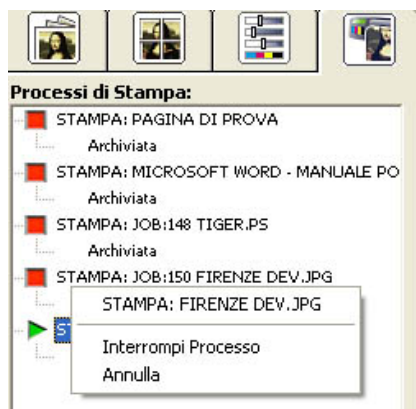 Processi di Stampa:
STAMPA: PAGINA DI PROVA
Archiviata
STAMPA: MICROSOFT WORD - MANUALE PO
Archiviata
STAMPA: JOB:148 TIGER.PS
Archiviata
STAMPA: JOB:150 FIRENZE DEV.JPG
STAMPA: FIRENZE DEV.JPG
ST
Interrompi Processo
Annulla